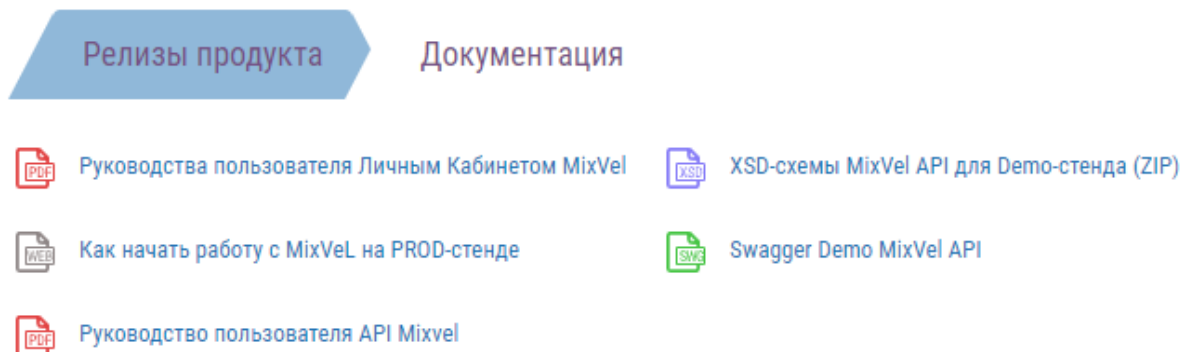 Релизы продукта
Документация
PDF
Руководства пользователя Личным Кабинетом MixVel
XSD
XSD-схемы MixVel API для Demo-стенда (ZIP)
WEB
Как начать работу с MixVeL на PROD-стенде
SWG
Swagger Demo MixVel API
PDF
Руководство пользователя API Mixvel